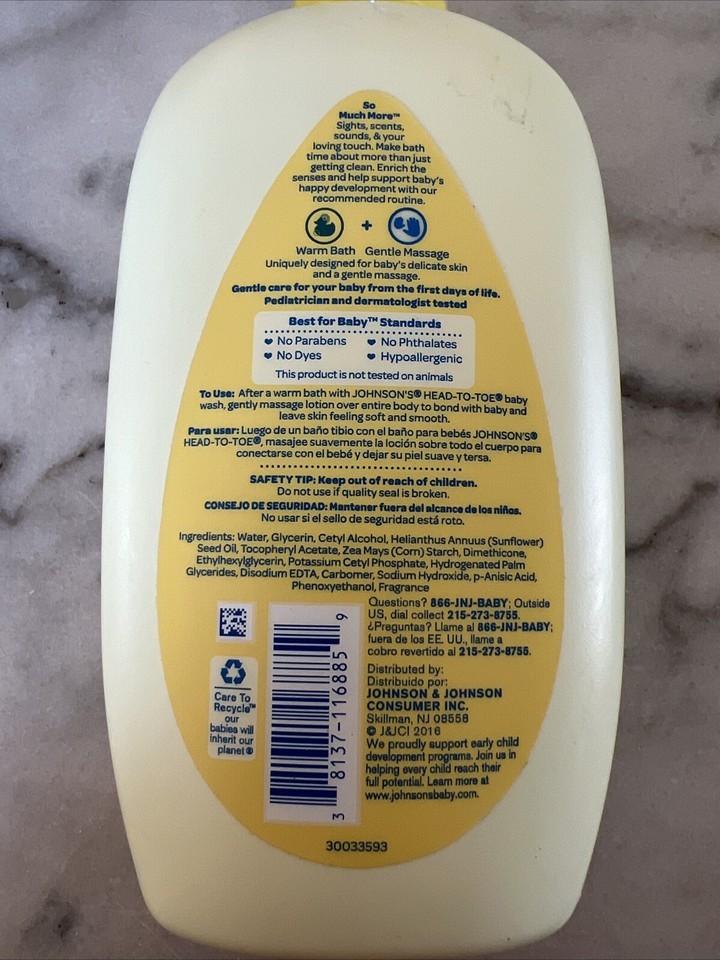 So
Much More™
Sights, scents,
sounds, & your
loving touch. Make bath
time about more than just
getting clean. Enrich the
senses and help support baby's
happy development with our
recommended routine.
+
Warm Bath Gentle Massage
Uniquely designed for baby's delicate skin
and a gentle massage.
Gentle care for your baby from the first days of life.
Pediatrician and dermatologist tested
Best for Baby™ Standards
No Parabens No Phthalates
No Dyes Hypoallergenic
This product is not tested on animals
To Use: After a warm bath with JOHNSON'S® HEAD-TO-TOE® baby
wash, gently massage lotion over entire body to bond with baby and
leave skin feeling soft and smooth.
Para usar: Luego de un baño tibio con el baño para bebés JOHNSON'S®
HEAD-TO-TOE®, masajee suavemente la loción sobre todo el cuerpo para
conectarse con el bebé y dejar su piel suave y tersa.
SAFETY TIP: Keep out of reach of children.
Do not use if quality seal is broken.
CONSEJO DE SEGURIDAD: Mantener fuera del alcance de los niños.
No usar si el sello de seguridad está roto.
Ingredients: Water, Glycerin, Cetyl Alcohol, Helianthus Annuus (Sunflower)
Seed Oil, Tocopheryl Acetate, Zea Mays (Corn) Starch, Dimethicone,
Ethylhexylglycerin, Potassium Cetyl Phosphate, Hydrogenated Palm
Glycerides, Disodium EDTA, Carbomer, Sodium Hydroxide, p-Anisic Acid,
Phenoxyethanol, Fragrance
Questions? 866-JNJ-BABY; Outside
US, dial collect 215-273-8755.
¿Preguntas? Llame al 866-JNJ-BABY;
fuera de los EE. UU., llame a
cobro revertido al 215-273-8755.
Distributed by:
Distribuido por:
JOHNSON & JOHNSON
CONSUMER INC.
Skillman, NJ 08558
© J&JCI 2016
We proudly support early child
development programs. Join us in
helping every child reach their
full potential. Learn more at
www.johnsonsbaby.com.
Care To
Recycle™
our
babies will
inherit our
planet®
3 8137-116885 9
30033593